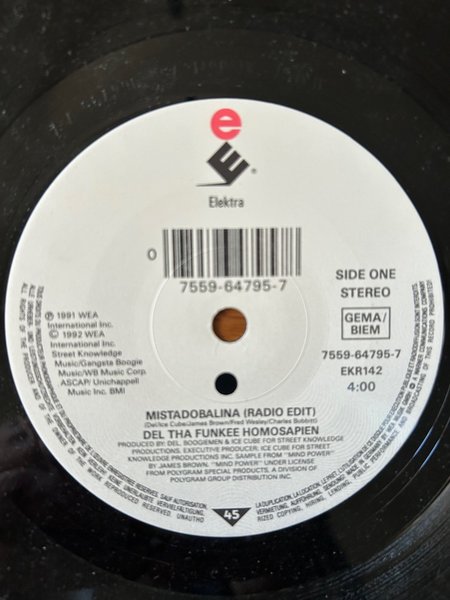 e
E®
Elektra
0
7559-64795-7
SIDE ONE
STEREO
GEMA/
BIEM
7559-64795-7
EKR142
4:00
℗ 1991 WEA
International Inc.
© 1992 WEA
International Inc.
Street Knowledge
Music/Gangsta Boogie
Music/WB Music Corp.
ASCAP/ Unichappell
Music Inc. BMI
MISTADOBALINA (RADIO EDIT)
(Del/Ice Cube/James Brown/Fred Wesley/Charles Bobbitt)
DEL THA FUNKEE HOMOSAPIEN
PRODUCED BY: DEL, BOOGIEMEN & ICE CUBE FOR STREET KNOWLEDGE
PRODUCTIONS. EXECUTIVE PRODUCER; ICE CUBE FOR STREET
KNOWLEDGE PRODUCTIONS INC. SAMPLE FROM "MIND POWER"
BY JAMES BROWN. "MIND POWER" UNDER LICENSE
FROM POLYGRAM SPECIAL PRODUCTS, A DIVISION OF
POLYGRAM GROUP DISTRIBUTION INC.
45